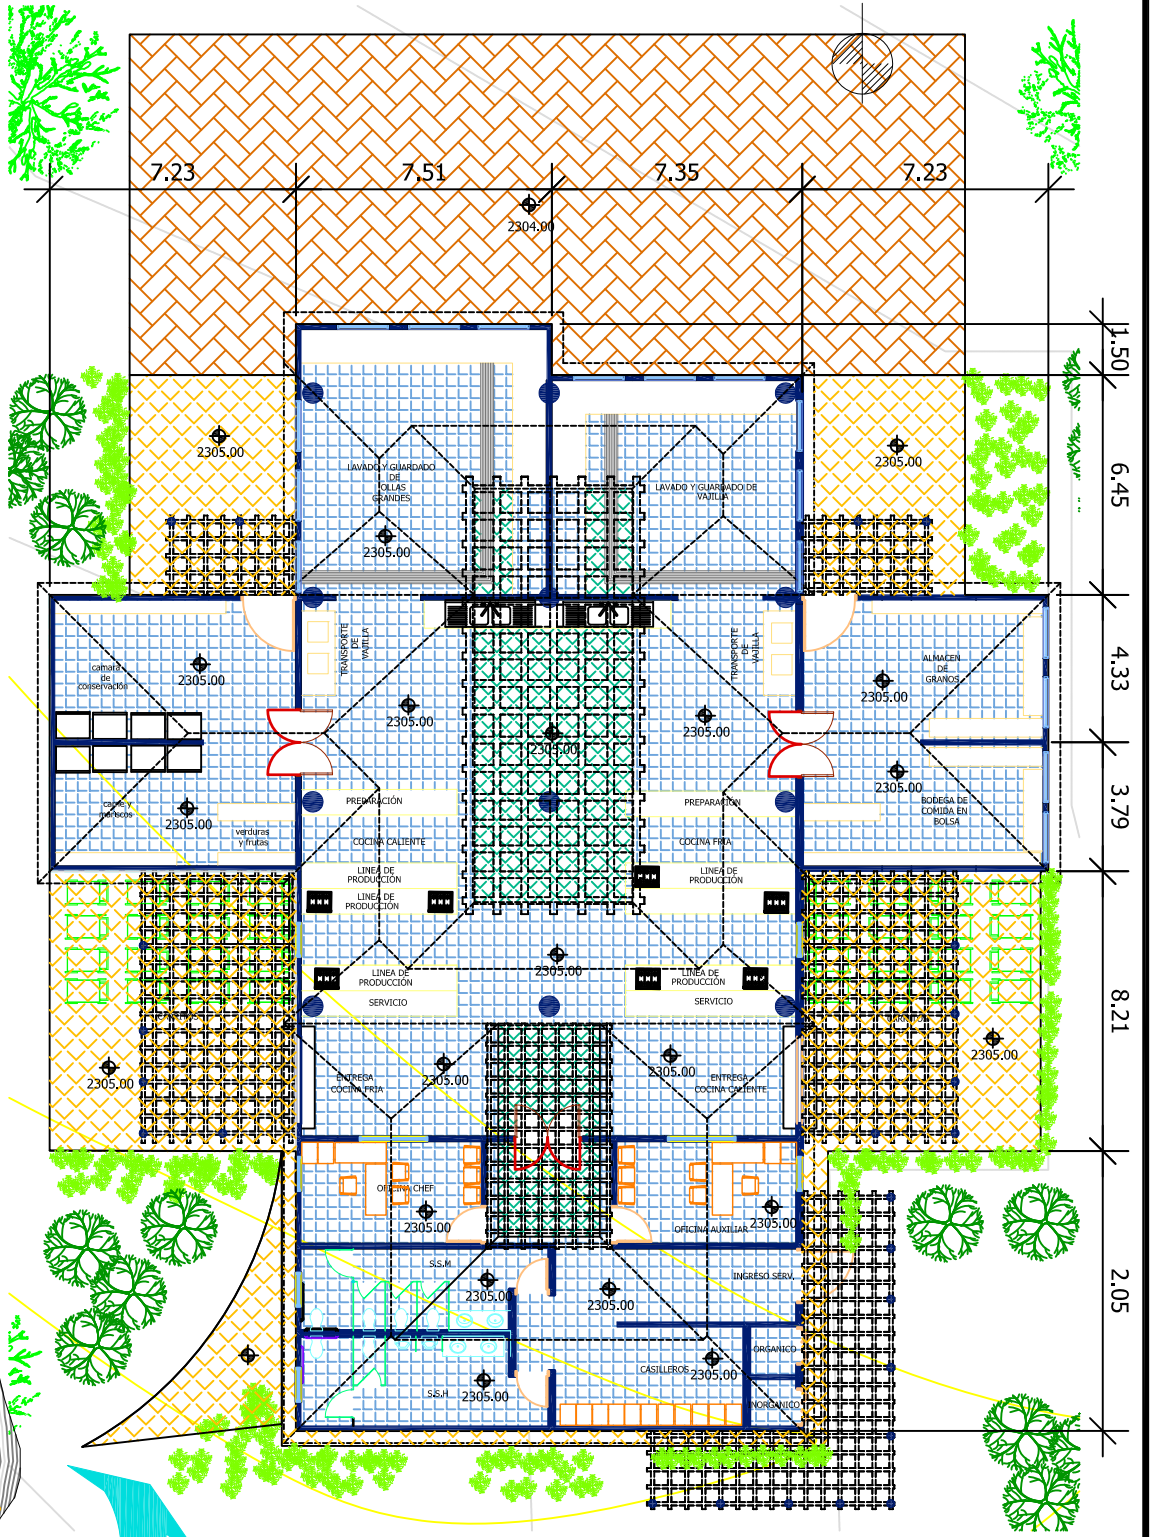 7.23
7.51
7.35
7.23
2304.00
1.50
6.45
4.33
3.79
8.21
2.05
2305.00
2305.00
LAVADO Y GUARDADO
DE
OLLAS
GRANDES
LAVADO Y GUARDADO DE
VAJILLA
2305.00
TRANSPORTE
DE
VAJILLA
TRANSPORTE
DE
VAJILLA
camara
de
conservación
2305.00
2305.00
2305.00
2305.00
ALMACEN
DE
GRANOS
2305.00
2305.00
BODEGA DE
COMIDA EN
BOLSA
carne y
mariscos
2305.00
verduras
y frutas
PREPARACIÓN
PREPARACIÓN
COCINA CALIENTE
COCINA FRIA
LINEA DE
PRODUCCIÓN
LINEA DE
PRODUCCIÓN
LINEA DE
PRODUCCIÓN
2305.00
LINEA DE
PRODUCCIÓN
LINEA DE
PRODUCCIÓN
SERVICIO
SERVICIO
2305.00
2305.00
2305.00
2305.00
ENTREGA
COCINA FRIA
ENTREGA
COCINA CALIENTE
OFICINA CHEF
2305.00
OFICINA AUXILIAR
2305.00
S.S.M
2305.00
2305.00
INGRESO SERV.
ORGANICO
CASILLEROS
2305.00
S.S.H
2305.00
INORGANICO